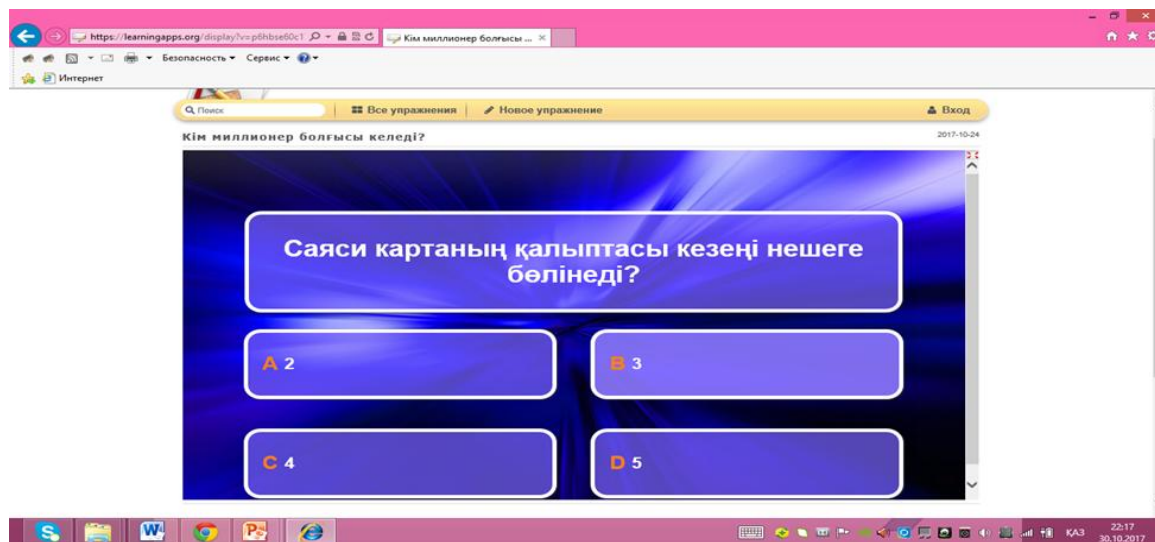 https://learningapps.org/display?v=p6hbse60c1
Кім миллионер болғысы ... ×
Безопасность Сервис
Интернет
Поиск
Все упражнения
Новое упражнение
Вход
Кім миллионер болғысы келеді?
2017-10-24
Саяси картаның қалыптасы кезеңі нешеге
бөлінеді?
A 2
B 3
C 4
D 5
ҚАЗ
22:17
30.10.2017